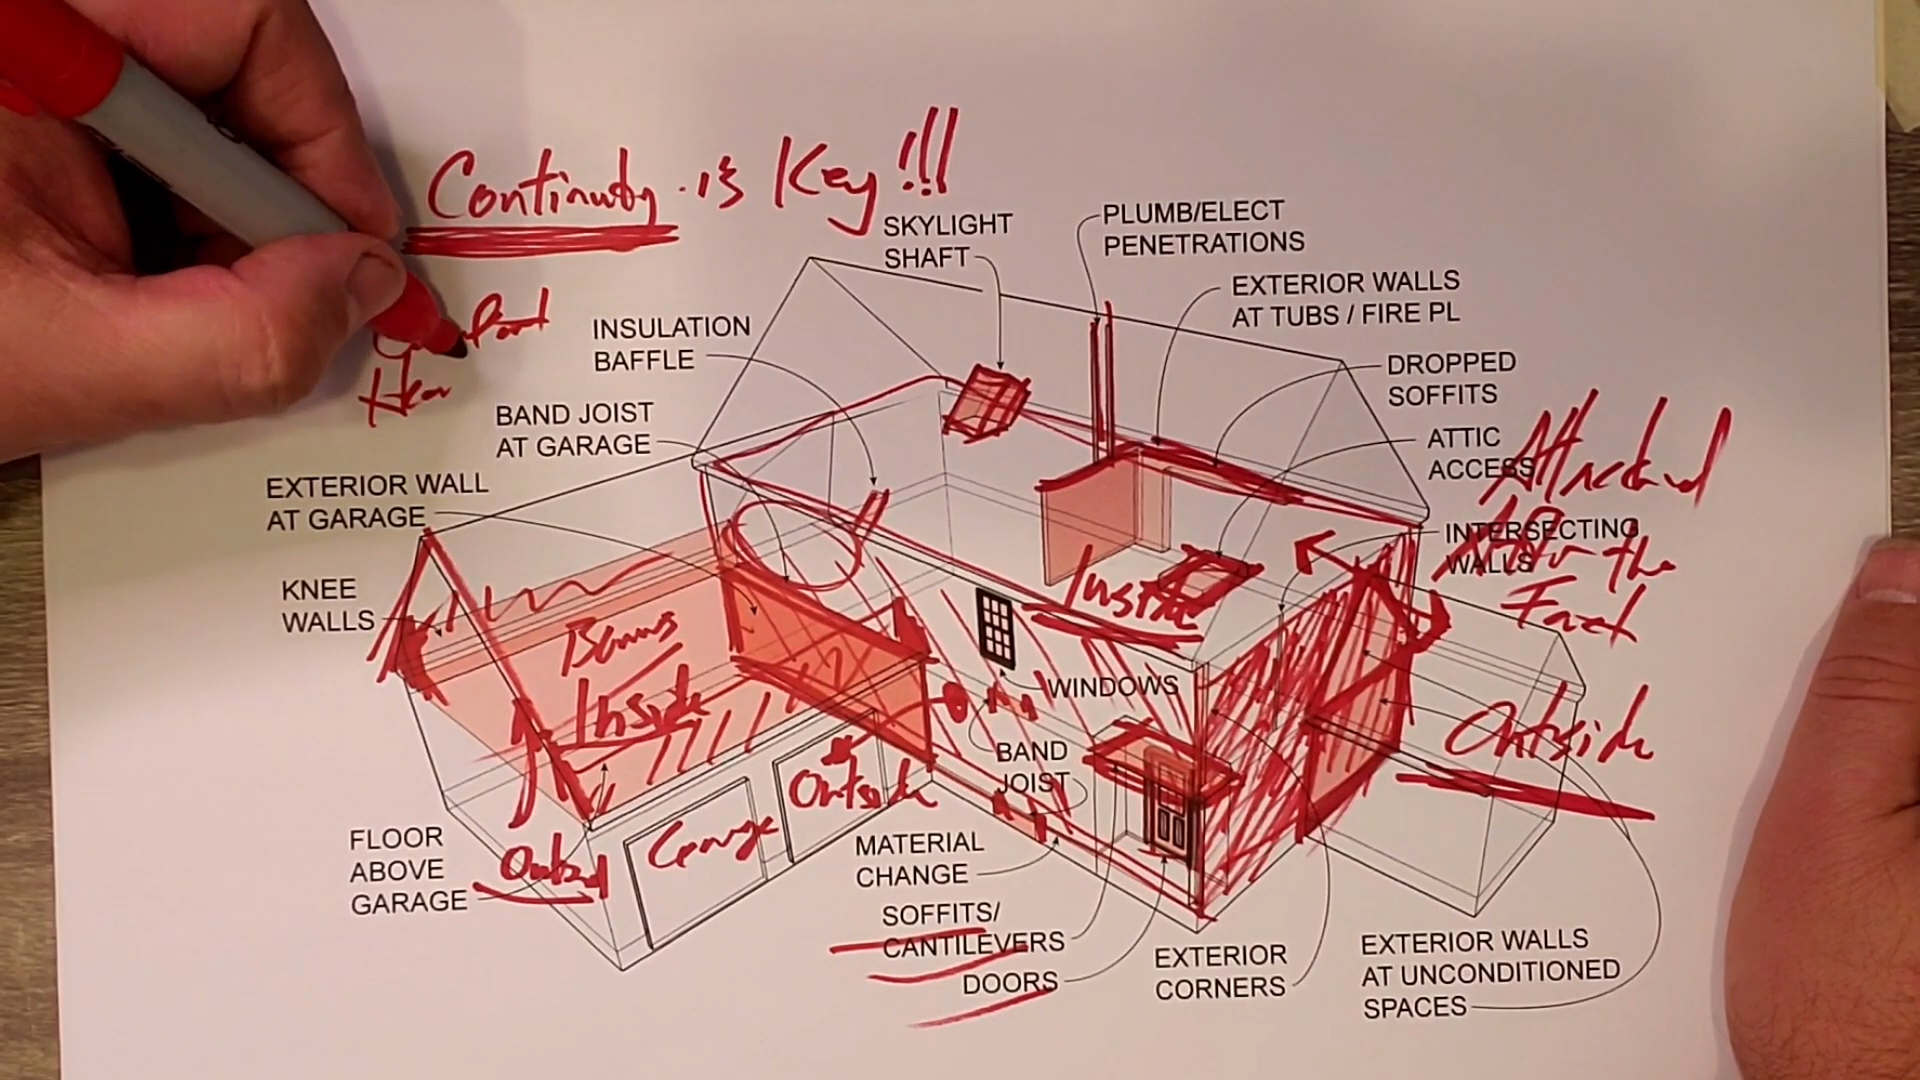 Continuity is Key!!!
SKYLIGHT
SHAFT
PLUMB/ELECT
PENETRATIONS
EXTERIOR WALLS
AT TUBS / FIRE PL
INSULATION
BAFFLE
DROPPED
SOFFITS
BAND JOIST
AT GARAGE
ATTIC
ACCESS
Attached
After the
Fact
EXTERIOR WALL
AT GARAGE
INTERSECTING
WALLS
KNEE
WALLS
Bonus
Inside
Inside
WINDOWS
Outside
BAND
JOIST
Outside
Garage
FLOOR
ABOVE
GARAGE
MATERIAL
CHANGE
SOFFITS/
CANTILEVERS
DOORS
EXTERIOR
CORNERS
EXTERIOR WALLS
AT UNCONDITIONED
SPACES